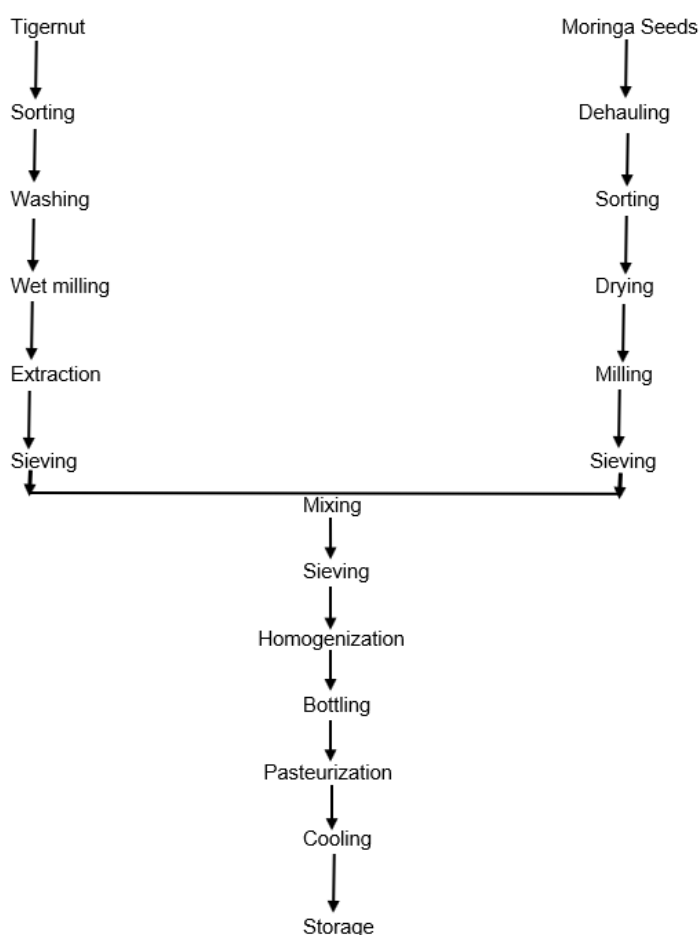 Tigernut
Moringa Seeds
Sorting
Dehauling
Washing
Sorting
Wet milling
Drying
Extraction
Milling
Sieving
Sieving
Mixing
Sieving
Homogenization
Bottling
Pasteurization
Cooling
Storage